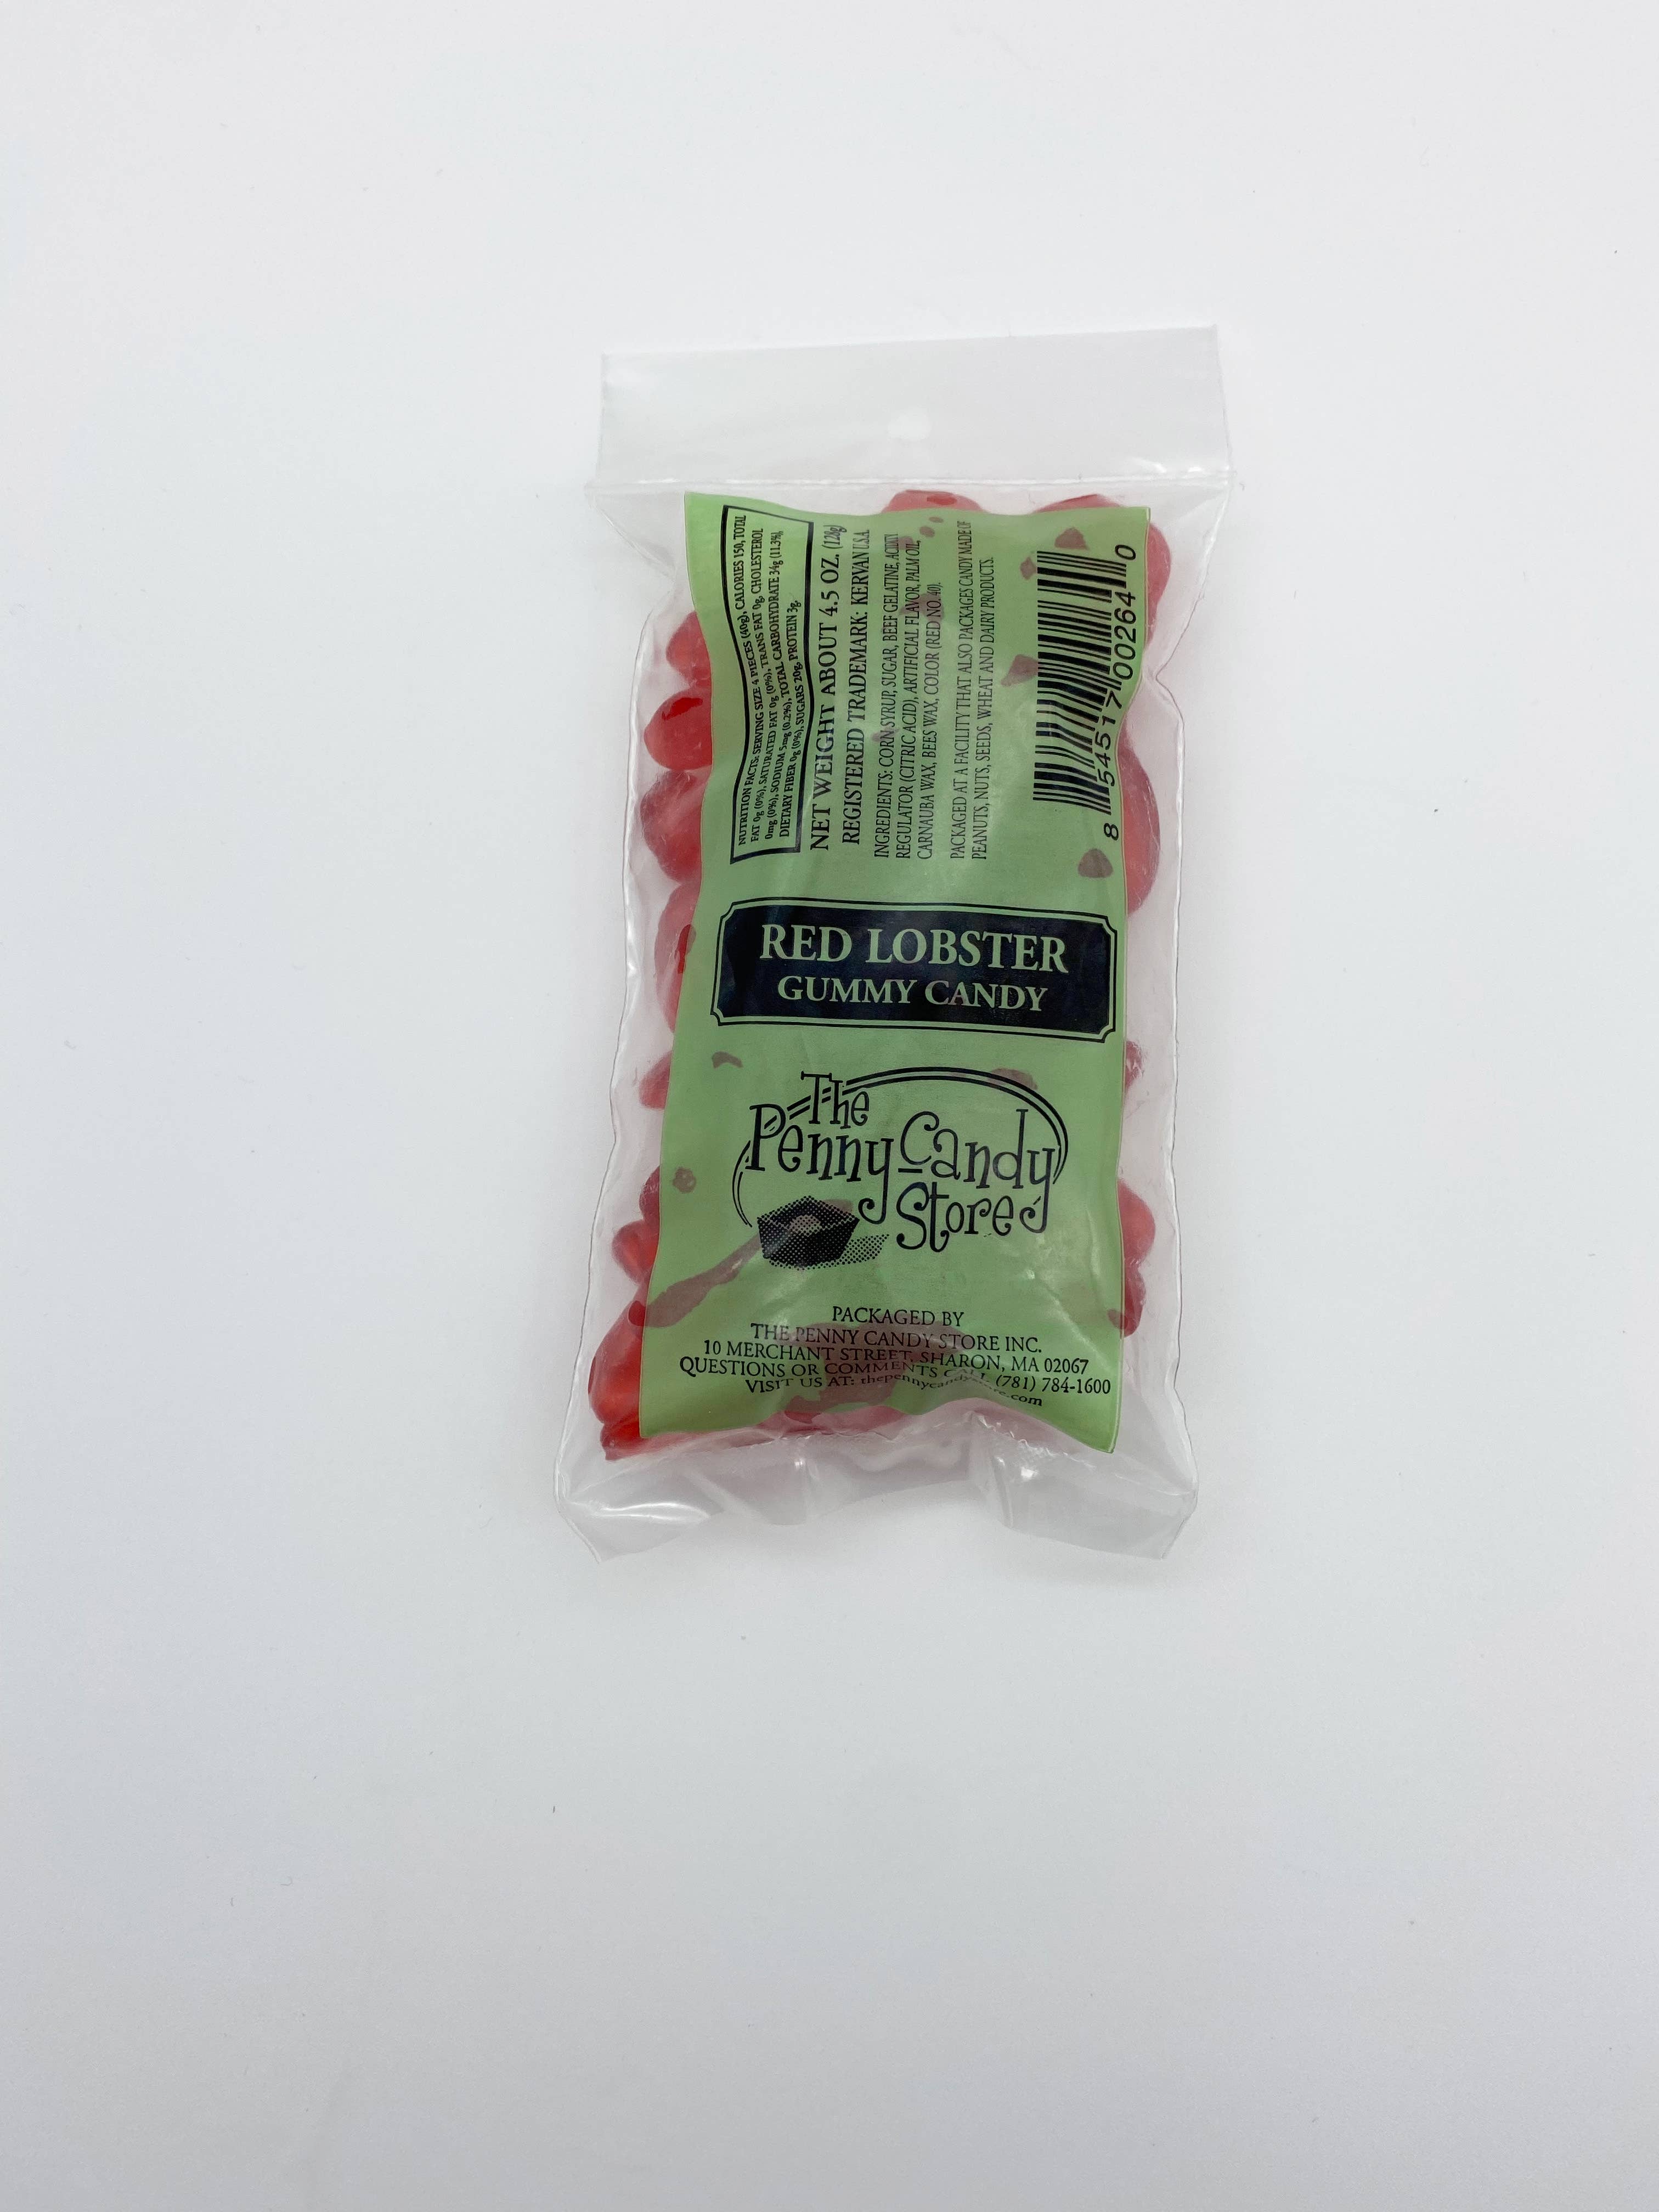 NUTRITION FACTS: SERVING SIZE 4 PIECES (40g), CALORIES 150, TOTAL
FAT 0g (0%), SATURATED FAT 0g (0%), TRANS FAT 0g, CHOLESTEROL
0mg (0%), SODIUM 5mg (0.2%), TOTAL CARBOHYDRATE 34g (11.3%),
DIETARY FIBER 0g (0%), SUGARS 20g, PROTEIN 3g.
NET WEIGHT ABOUT 4.5 OZ. (128g)
REGISTERED TRADEMARK: KERVAN U.S.A.
INGREDIENTS: CORN SYRUP, SUGAR, BEEF GELATINE, ACIDITY
REGULATOR (CITRIC ACID), ARTIFICIAL FLAVOR, PALM OIL,
CARNAUBA WAX, BEES WAX, COLOR (RED NO. 40).
PACKAGED AT A FACILITY THAT ALSO PACKAGES CANDY MADE OF
PEANUTS, NUTS, SEEDS, WHEAT AND DAIRY PRODUCTS.
8 54517 00264 0
RED LOBSTER
GUMMY CANDY
The
Penny Candy
Store
PACKAGED BY
THE PENNY CANDY STORE INC.
10 MERCHANT STREET, SHARON, MA 02067
QUESTIONS OR COMMENTS CALL (781) 784-1600
VISIT US AT: thepennycandystore.com